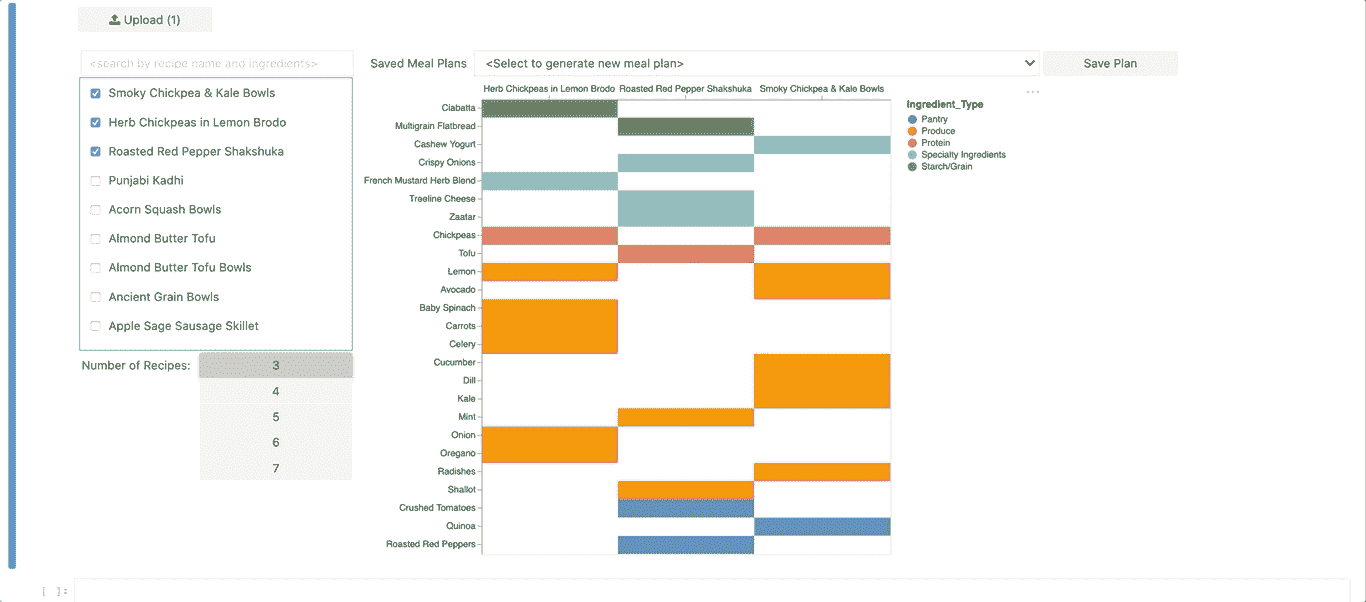 Upload (1)
<search by recipe name and ingredients>
Smoky Chickpea & Kale Bowls
Herb Chickpeas in Lemon Brodo
Roasted Red Pepper Shakshuka
Punjabi Kadhi
Acorn Squash Bowls
Almond Butter Tofu
Almond Butter Tofu Bowls
Ancient Grain Bowls
Apple Sage Sausage Skillet
Number of Recipes:
3
4
5
6
7
Saved Meal Plans
<Select to generate new meal plan>
Save Plan
Herb Chickpeas in Lemon Brodo
Roasted Red Pepper Shakshuka
Smoky Chickpea & Kale Bowls
Ciabatta
Multigrain Flatbread
Cashew Yogurt
Crispy Onions
French Mustard Herb Blend
Treeline Cheese
Zaatar
Chickpeas
Tofu
Lemon
Avocado
Baby Spinach
Carrots
Celery
Cucumber
Dill
Kale
Mint
Onion
Oregano
Radishes
Shallot
Crushed Tomatoes
Quinoa
Roasted Red Peppers
Ingredient_Type
Pantry
Produce
Protein
Specialty Ingredients
Starch/Grain
[ ]: